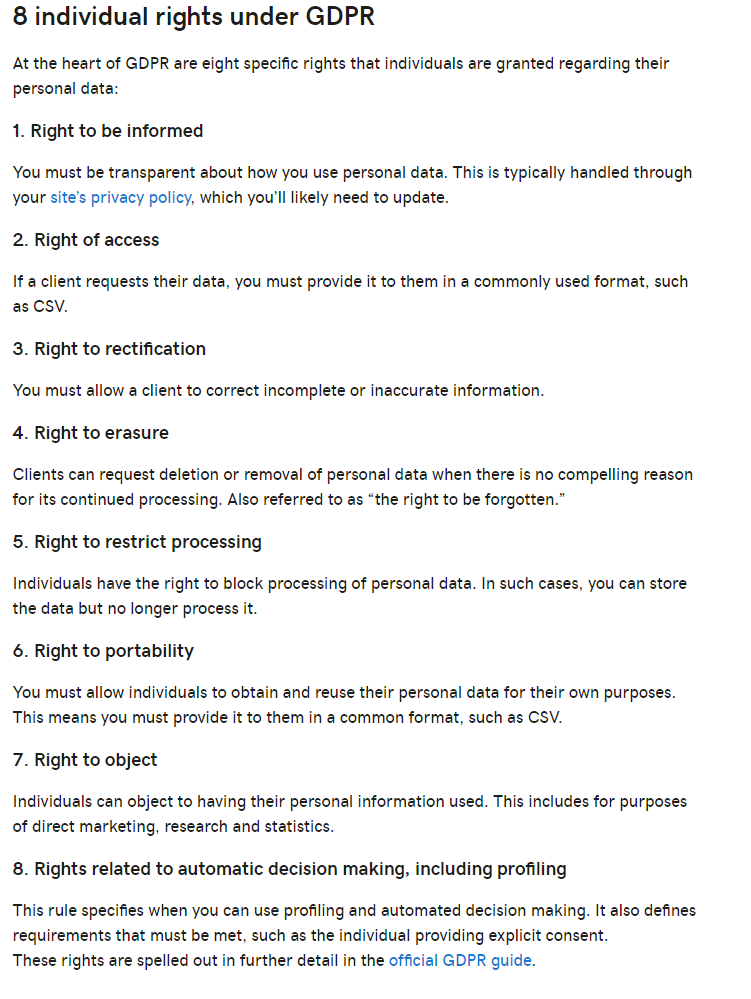 8 individual rights under GDPR
At the heart of GDPR are eight specific rights that individuals are granted regarding their
personal data:
1. Right to be informed
You must be transparent about how you use personal data. This is typically handled through
your site’s privacy policy, which you’ll likely need to update.
2. Right of access
If a client requests their data, you must provide it to them in a commonly used format, such
as CSV.
3. Right to rectification
You must allow a client to correct incomplete or inaccurate information.
4. Right to erasure
Clients can request deletion or removal of personal data when there is no compelling reason
for its continued processing. Also referred to as “the right to be forgotten.”
5. Right to restrict processing
Individuals have the right to block processing of personal data. In such cases, you can store
the data but no longer process it.
6. Right to portability
You must allow individuals to obtain and reuse their personal data for their own purposes.
This means you must provide it to them in a common format, such as CSV.
7. Right to object
Individuals can object to having their personal information used. This includes for purposes
of direct marketing, research and statistics.
8. Rights related to automatic decision making, including profiling
This rule specifies when you can use profiling and automated decision making. It also defines
requirements that must be met, such as the individual providing explicit consent.
These rights are spelled out in further detail in the official GDPR guide.